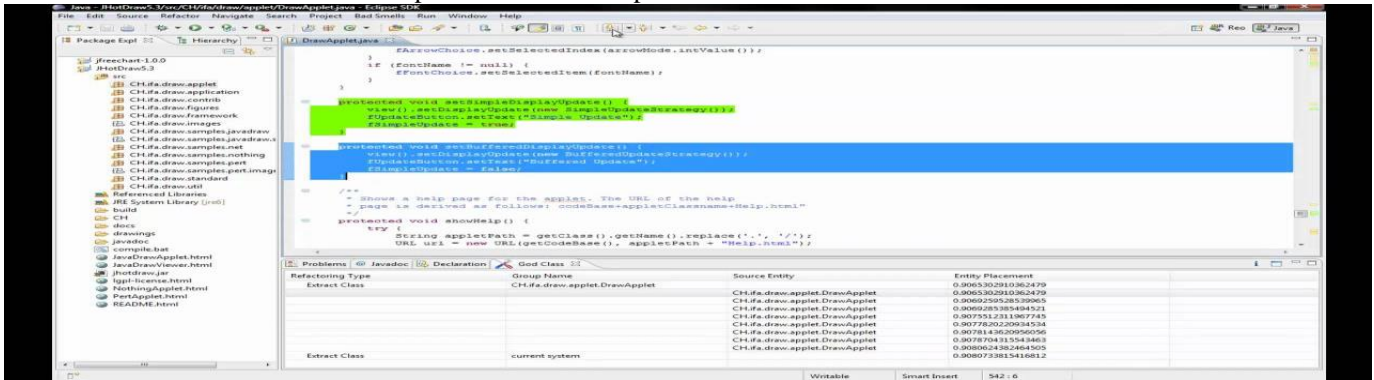 Java - JHotDraw5.3/src/CH/ifa/draw/applet/DrawApplet.java - Eclipse SDK
File Edit Source Refactor Navigate Search Project Bad Smells Run Window Help
Reo Java
Package Expl Hierarchy
jfreechart-1.0.0
JHotDraw5.3
src
CH.ifa.draw.applet
CH.ifa.draw.application
CH.ifa.draw.contrib
CH.ifa.draw.figures
CH.ifa.draw.framework
CH.ifa.draw.images
CH.ifa.draw.samples.javadraw
CH.ifa.draw.samples.javadraw.s
CH.ifa.draw.samples.net
CH.ifa.draw.samples.nothing
CH.ifa.draw.samples.pert
CH.ifa.draw.samples.pert.image
CH.ifa.draw.standard
CH.ifa.draw.util
Referenced Libraries
JRE System Library [jre6]
build
CH
docs
drawings
javadoc
compile.bat
JavaDrawApplet.html
JavaDrawViewer.html
jhotdraw.jar
lgpl-license.html
NothingApplet.html
PertApplet.html
README.html
DrawApplet.java
fArrowChoice.setSelectedIndex(arrowMode.intValue());
}
if (fontName != null) {
fFontChoice.setSelectedItem(fontName);
}
}
protected void setSimpleDisplayUpdate() {
view().setDisplayUpdate(new SimpleUpdateStrategy());
fUpdateButton.setText("Simple Update");
fSimpleUpdate = true;
}
protected void setBufferedDisplayUpdate() {
view().setDisplayUpdate(new BufferedUpdateStrategy());
fUpdateButton.setText("Buffered Update");
fSimpleUpdate = false;
}
/**
* Shows a help page for the applet. The URL of the help
* page is derived as follows: codeBase+appletClassname+Help.html"
*/
protected void showHelp() {
try {
String appletPath = getClass().getName().replace('.', '/');
URL url = new URL(getCodeBase(), appletPath + "Help.html");
Problems Javadoc Declaration God Class
Refactoring Type Group Name Source Entity Entity Placement
Extract Class CH.ifa.draw.applet.DrawApplet 0.9065302910362479
CH.ifa.draw.applet.DrawApplet 0.9065302910362479
CH.ifa.draw.applet.DrawApplet 0.9069259528539965
CH.ifa.draw.applet.DrawApplet 0.9069285385494521
CH.ifa.draw.applet.DrawApplet 0.9075512311967745
CH.ifa.draw.applet.DrawApplet 0.9077820220934534
CH.ifa.draw.applet.DrawApplet 0.9078143620956056
CH.ifa.draw.applet.DrawApplet 0.9078704315543463
CH.ifa.draw.applet.DrawApplet 0.9080624382464505
Extract Class current system 0.9080733815416812
Writable Smart Insert 542 : 6